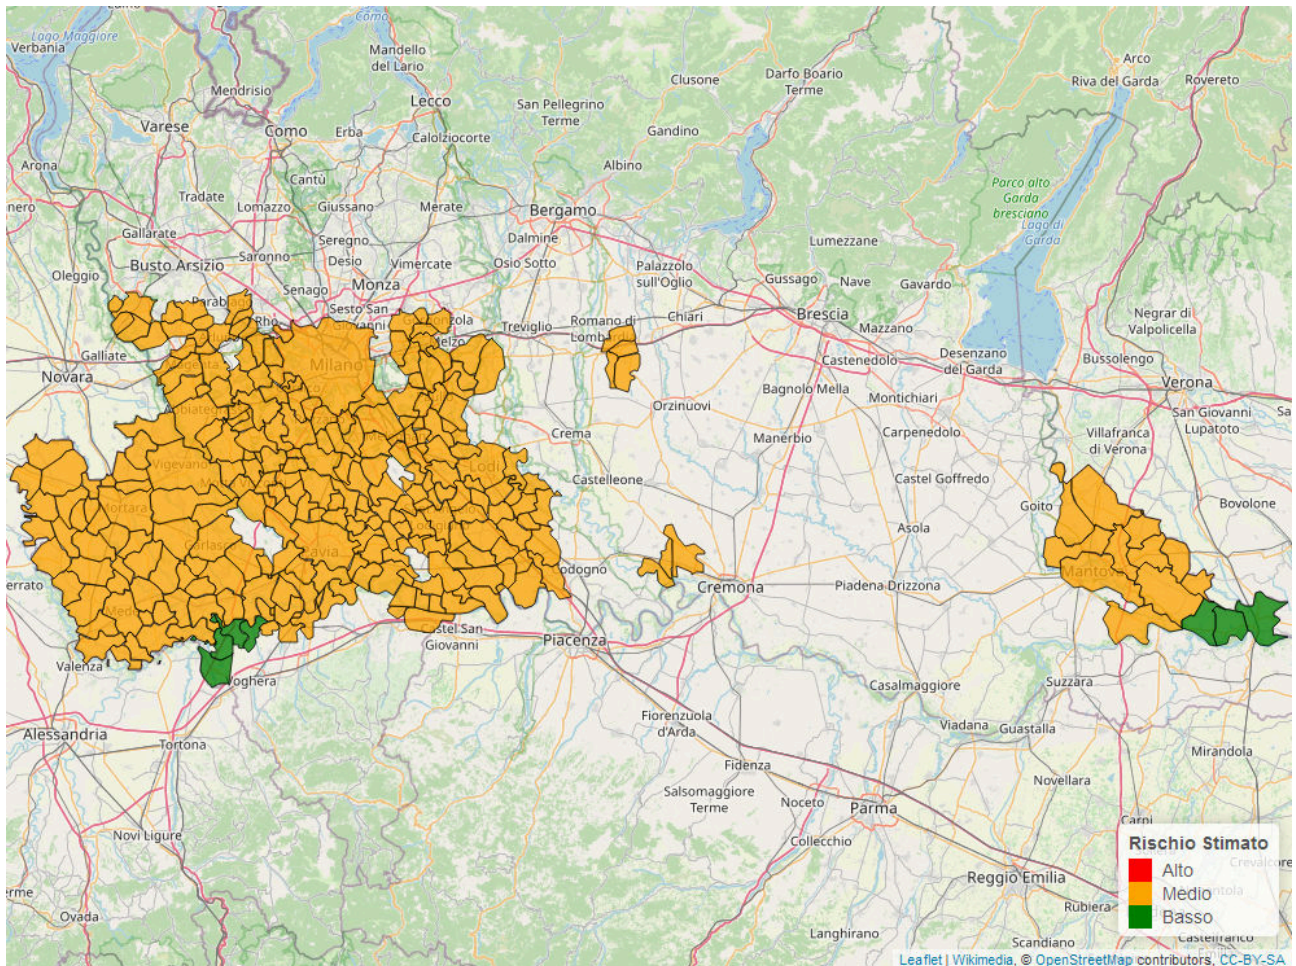 Como
Lago Maggiore
Verbania
Mandello
del Lario
Arco
Riva del Garda
Rovereto
Clusone
Darfo Boario
Terme
Mendrisio
Lecco
San Pellegrino
Terme
Varese
Como
Erba
Calolziocorte
Gandino
Arona
Albino
Cantù
Parco alto
Garda
bresciano
Tradate
Lomazzo
Giussano
Merate
Bergamo
Lago di
Garda
Gallarate
Seregno
Dalmine
Lumezzane
Busto Arsizio
Saronno
Desio
Vimercate
Osio Sotto
Palazzolo
sull'Oglio
Oleggio
Senago
Monza
Gussago
Nave
Gavardo
Rho
Sesto San
Giovanni
Treviglio
Romano di
Chiari
Brescia
Mazzano
Negrar di
Valpolicella
Melzo
Galliate
Milano
Castenedolo
Desenzano
del Garda
Bussolengo
Novara
Bagnolo Mella
Montichiari
Verona
Orzinuovi
San Giovanni
Lupatoto
Crema
Manerbio
Carpenedolo
Villafranca
di Verona
Vigevano
Lodi
Castelleone
Castel Goffredo
Goito
Bovolone
Mortara
Asola
Pavia
Cremona
Piadena Drizzona
Mantova
Castel San
Giovanni
Piacenza
Valenza
Voghera
Casalmaggiore
Suzzara
Alessandria
Tortona
Fiorenzuola
d'Arda
Viadana
Guastalla
Mirandola
Fidenza
Novellara
Salsomaggiore
Terme
Noceto
Parma
Carpi
Novi Ligure
Collecchio
Rischio Stimato
Alto
Medio
Basso
Reggio Emilia
Rubiera
Ovada
Langhirano
Scandiano
Castelfranco
Leaflet | Wikimedia, © OpenStreetMap contributors, CC-BY-SA